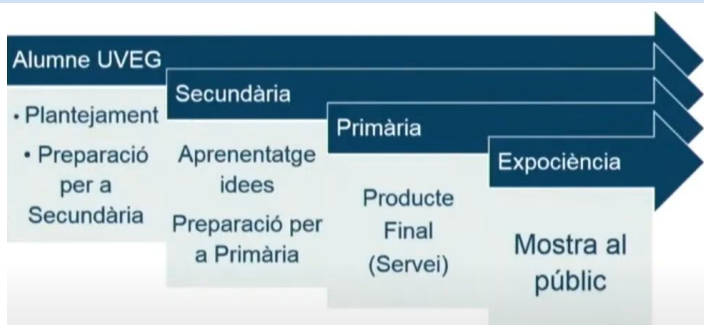 Alumne UVEG
• Plantejament
• Preparació
per a
Secundària
Secundària
Aprenentatge
idees
Preparació per
a Primària
Primària
Producte
Final
(Servei)
Expociència
Mostra al
públic